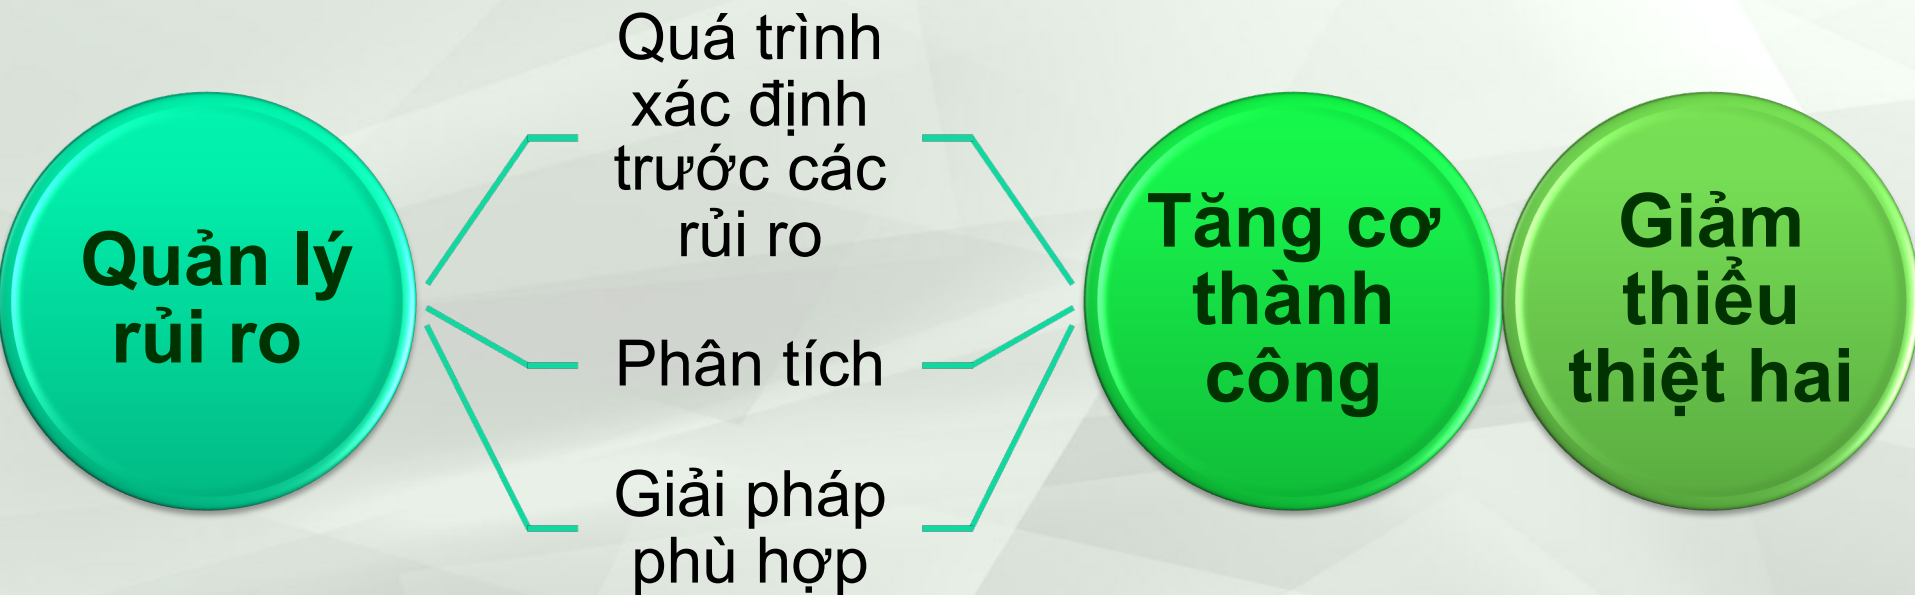 Quản lý
rủi ro
Quá trình
xác định
trước các
rủi ro
Phân tích
Giải pháp
phù hợp
Tăng cơ
thành
công
Giảm
thiểu
thiệt hai